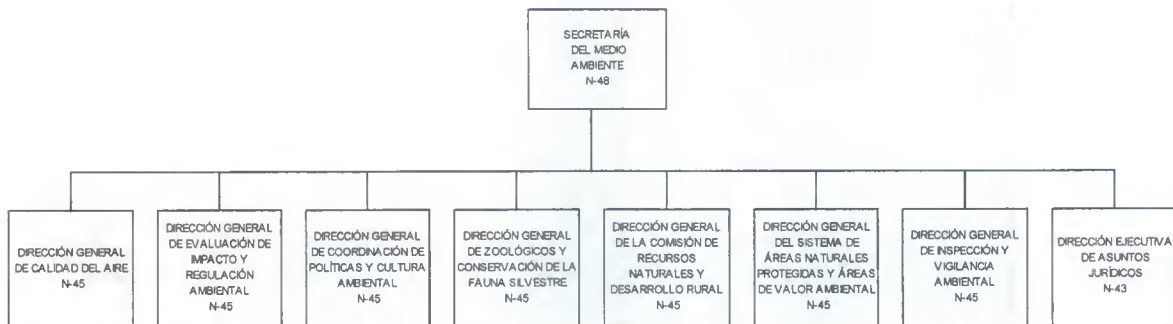 SECRETARÍA
DEL MEDIO
AMBIENTE
N-48
DIRECCIÓN GENERAL
DE CALIDAD DEL AIRE
N-45
DIRECCIÓN GENERAL
DE EVALUACIÓN DE
IMPACTO Y
REGULACIÓN
AMBIENTAL
N-45
DIRECCIÓN GENERAL
DE COORDINACIÓN DE
POLÍTICAS Y CULTURA
AMBIENTAL
N-45
DIRECCIÓN GENERAL
DE ZOOLÓGICOS Y
CONSERVACIÓN DE LA
FAUNA SILVESTRE
N-45
DIRECCIÓN GENERAL
DE LA COMISIÓN DE
RECURSOS
NATURALES Y
DESARROLLO RURAL
N-45
DIRECCIÓN GENERAL
DEL SISTEMA DE
ÁREAS NATURALES
PROTEGIDAS Y ÁREAS
DE VALOR AMBIENTAL
N-45
DIRECCIÓN GENERAL
DE INSPECCIÓN Y
VIGILANCIA
AMBIENTAL
N-45
DIRECCIÓN EJECUTIVA
DE ASUNTOS
JURÍDICOS
N-43